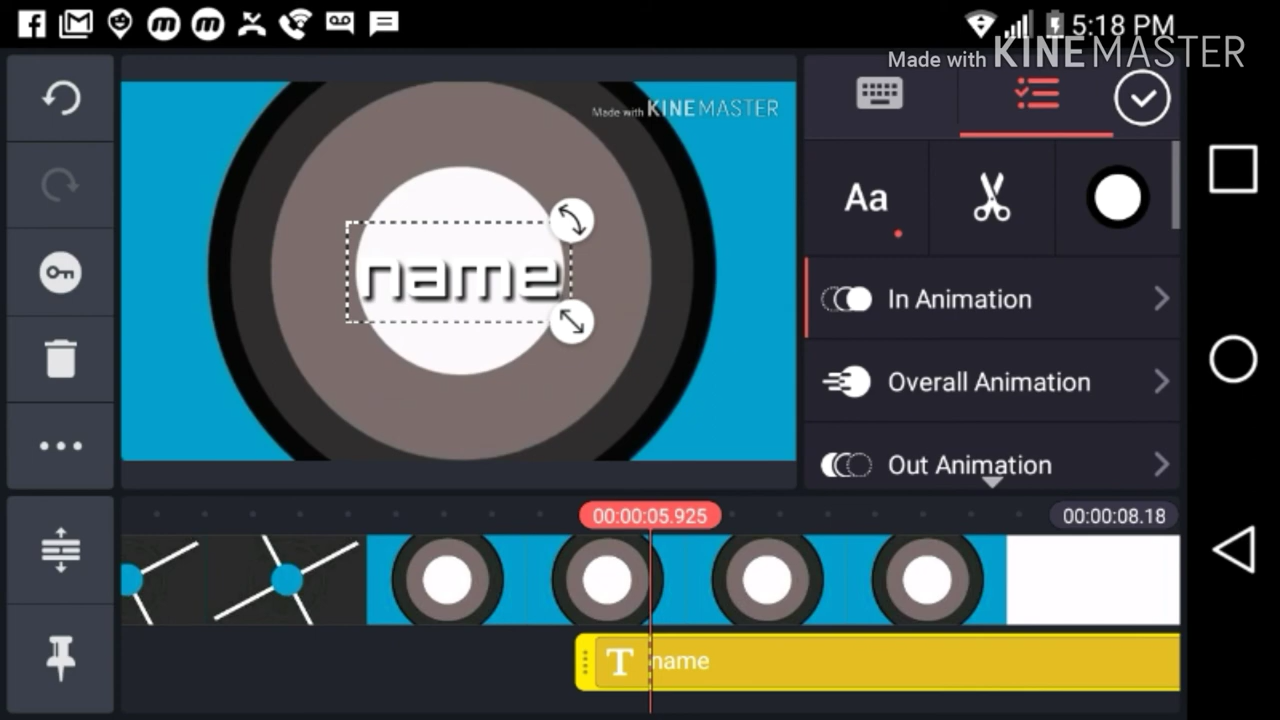 5:18 PM
Made with KINEMASTER
Made with KINEMASTER
name
Aa
In Animation
Overall Animation
Out Animation
00:00:05.925
00:00:08.18
T name